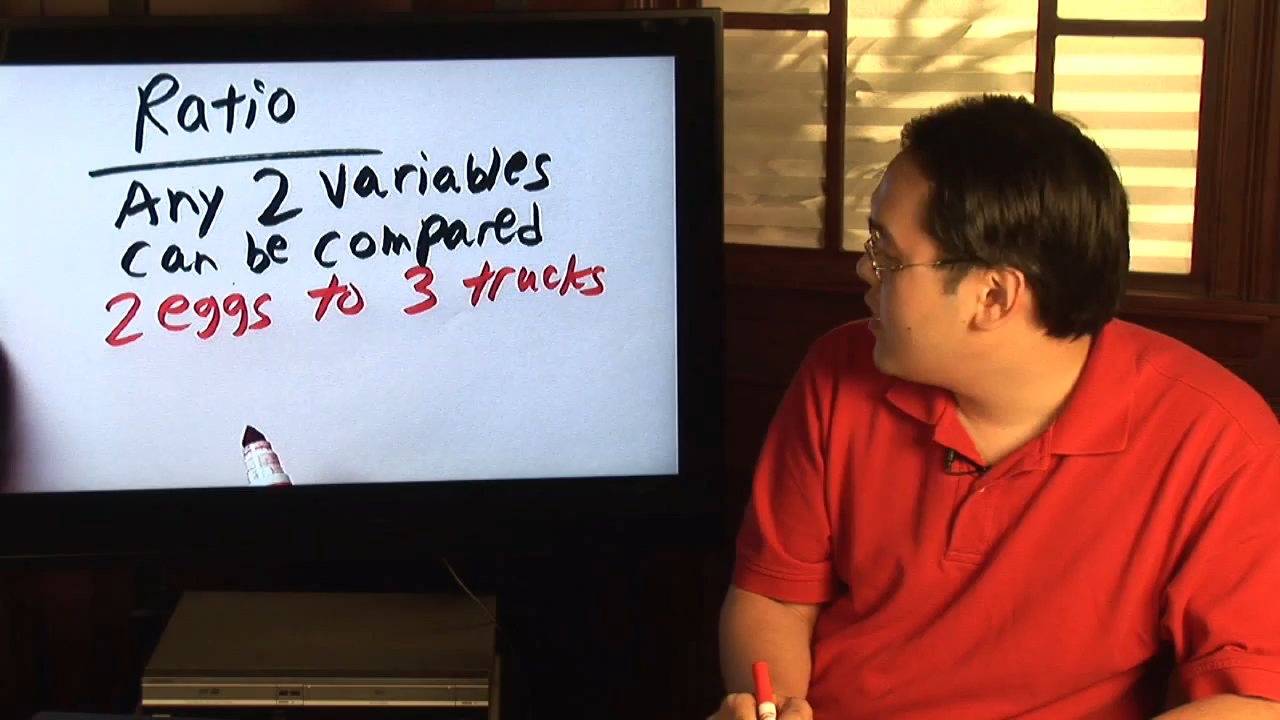 Ratio
Any 2 variables
can be compared
2 eggs to 3 trucks